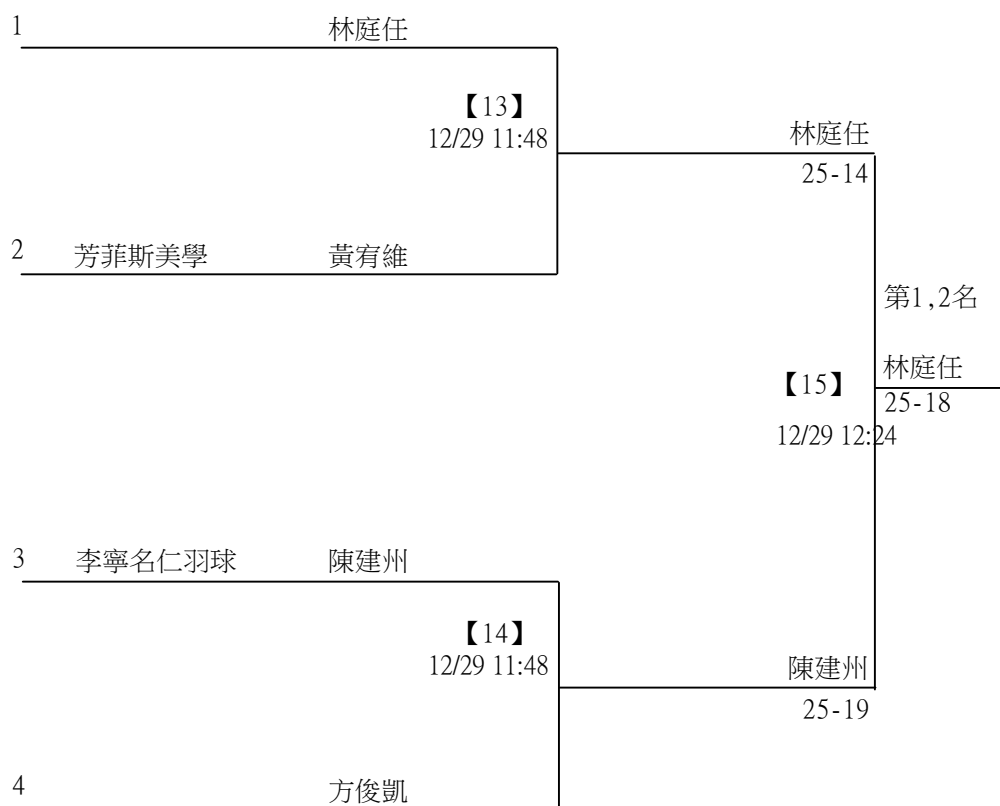 1 林庭任
【13】
12/29 11:48
林庭任
25-14
2 芳菲斯美學 黃宥維
第1,2名
林庭任
【15】
25-18
12/29 12:24
3 李寧名仁羽球 陳建州
【14】
12/29 11:48
陳建州
25-19
4 方俊凱